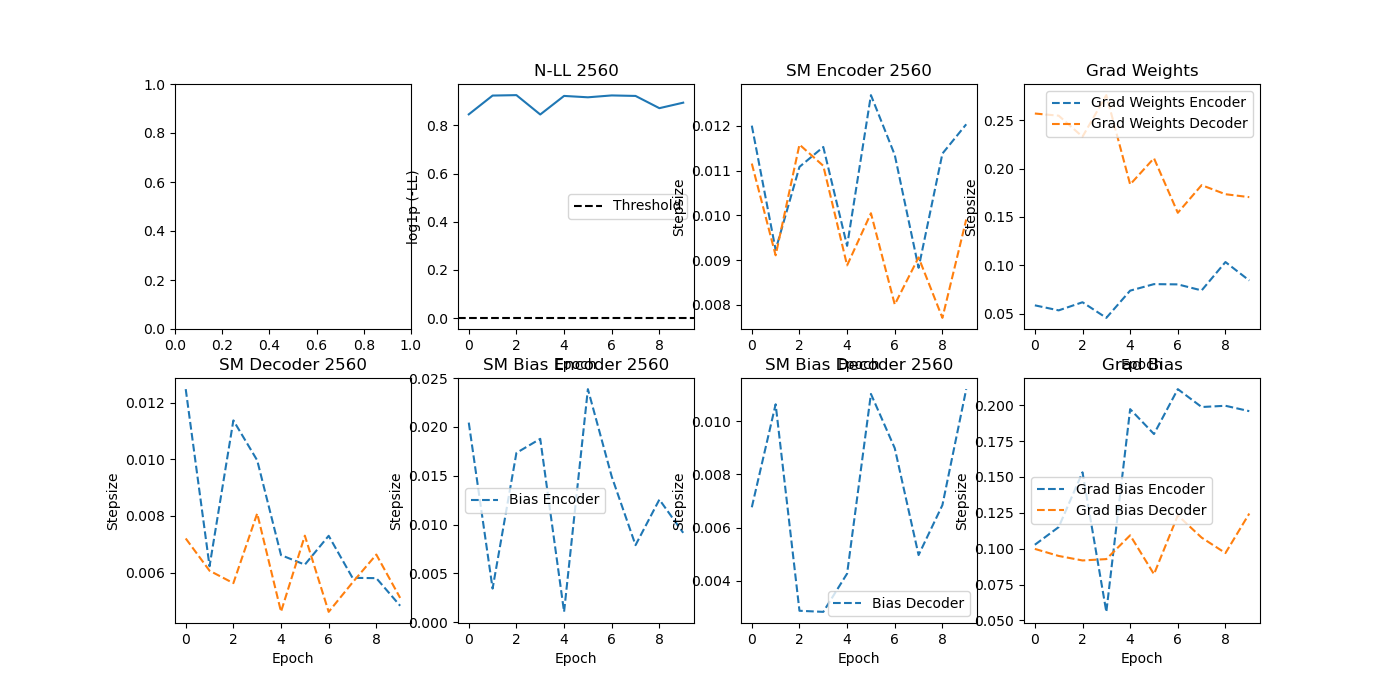 1.0
0.8
0.6
0.4
0.2
0.0
0.0 0.2 0.4 0.6 0.8 1.0
N-LL 2560
log1p (-LL)
0.8
0.6
0.4
0.2
0.0
Threshold
0 2 4 6 8
Epoch
SM Encoder 2560
Stepsize
0.012
0.011
0.010
0.009
0.008
0 2 4 6 8
Epoch
Grad Weights
Stepsize
0.25
0.20
0.15
0.10
0.05
Grad Weights Encoder
Grad Weights Decoder
0 2 4 6 8
Epoch
SM Decoder 2560
Stepsize
0.012
0.010
0.008
0.006
0 2 4 6 8
Epoch
SM Bias Encoder 2560
Stepsize
0.025
0.020
0.015
0.010
0.005
0.000
Bias Encoder
0 2 4 6 8
Epoch
SM Bias Decoder 2560
Stepsize
0.010
0.008
0.006
0.004
Bias Decoder
0 2 4 6 8
Epoch
Grad Bias
Stepsize
0.200
0.175
0.150
0.125
0.100
0.075
0.050
Grad Bias Encoder
Grad Bias Decoder
0 2 4 6 8
Epoch